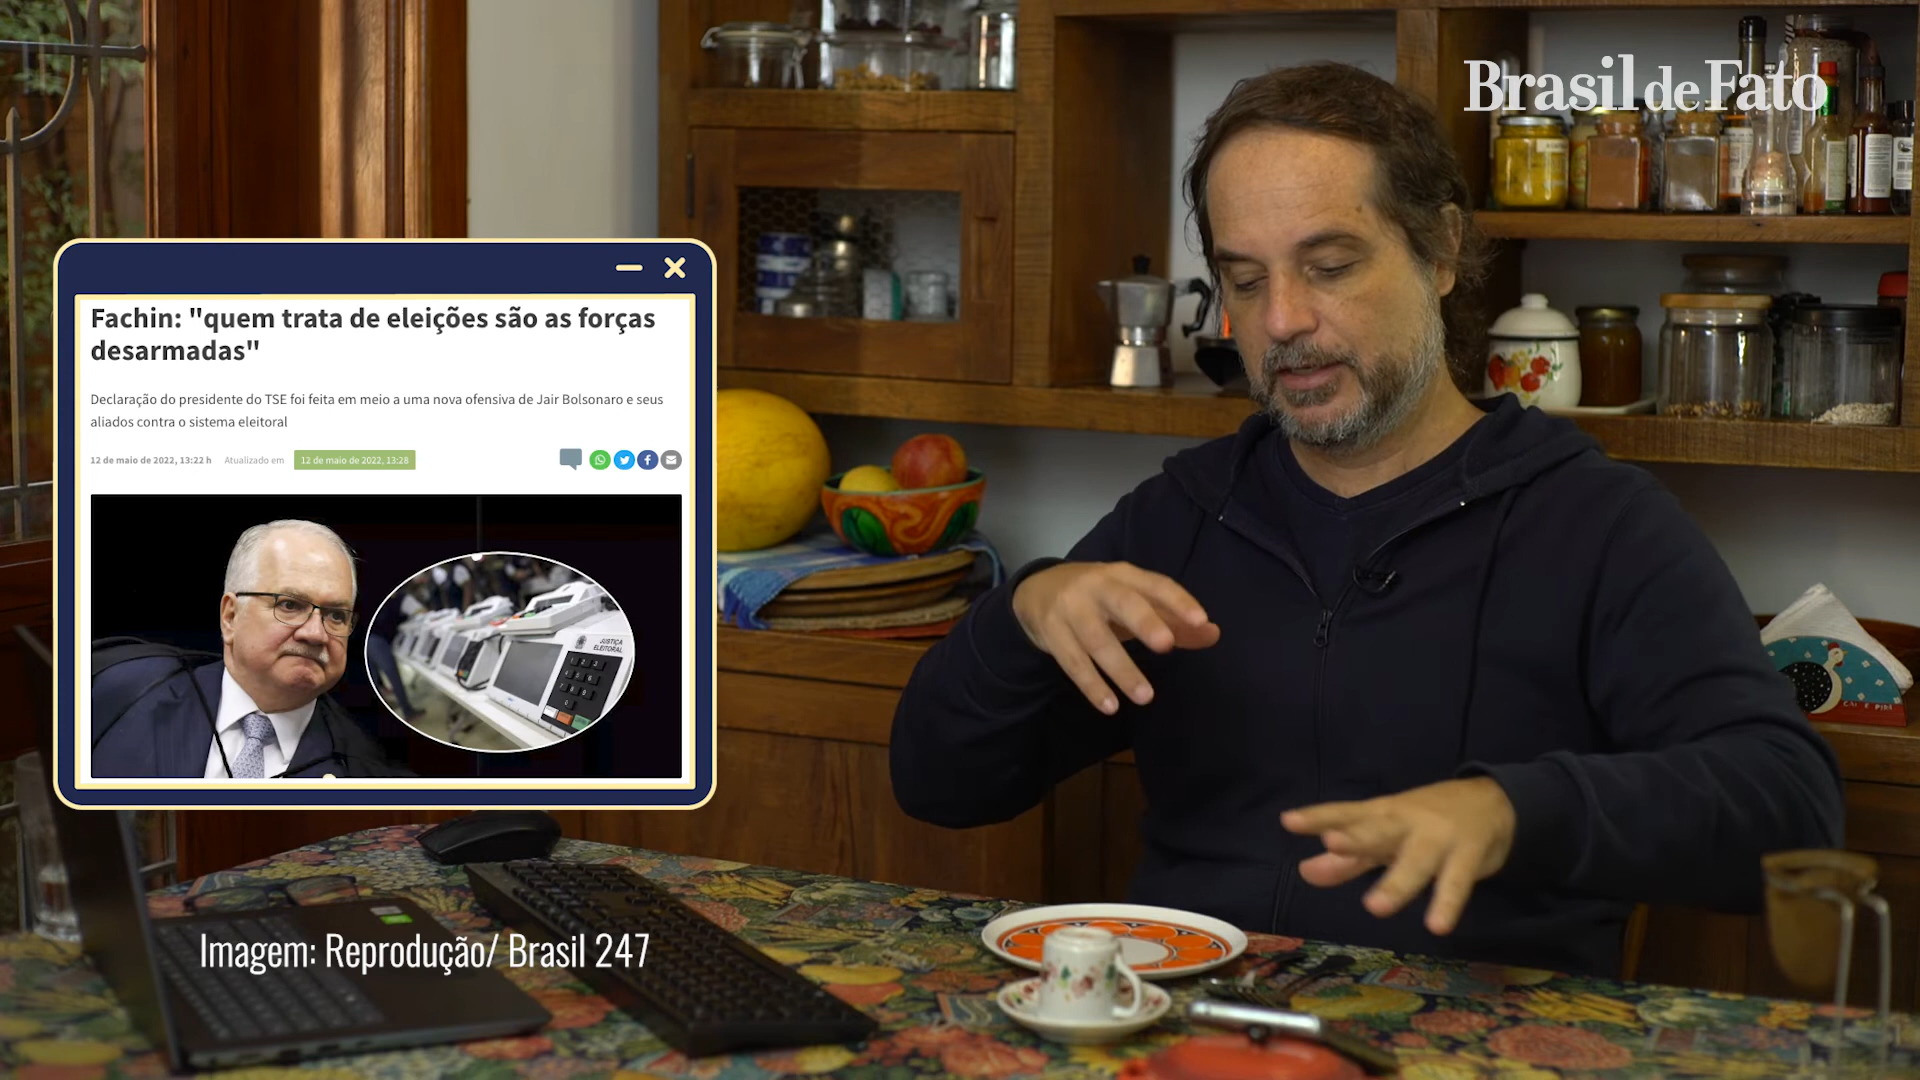 Brasil de Fato
Fachin: "quem trata de eleições são as forças
desarmadas"
Declaração do presidente do TSE foi feita em meio a uma nova ofensiva de Jair Bolsonaro e seus
aliados contra o sistema eleitoral
12 de maio de 2022, 13:22 h Atualizado em 12 de maio de 2022, 13:28
JUSTIÇA
ELEITORAL
Imagem: Reprodução/ Brasil 247